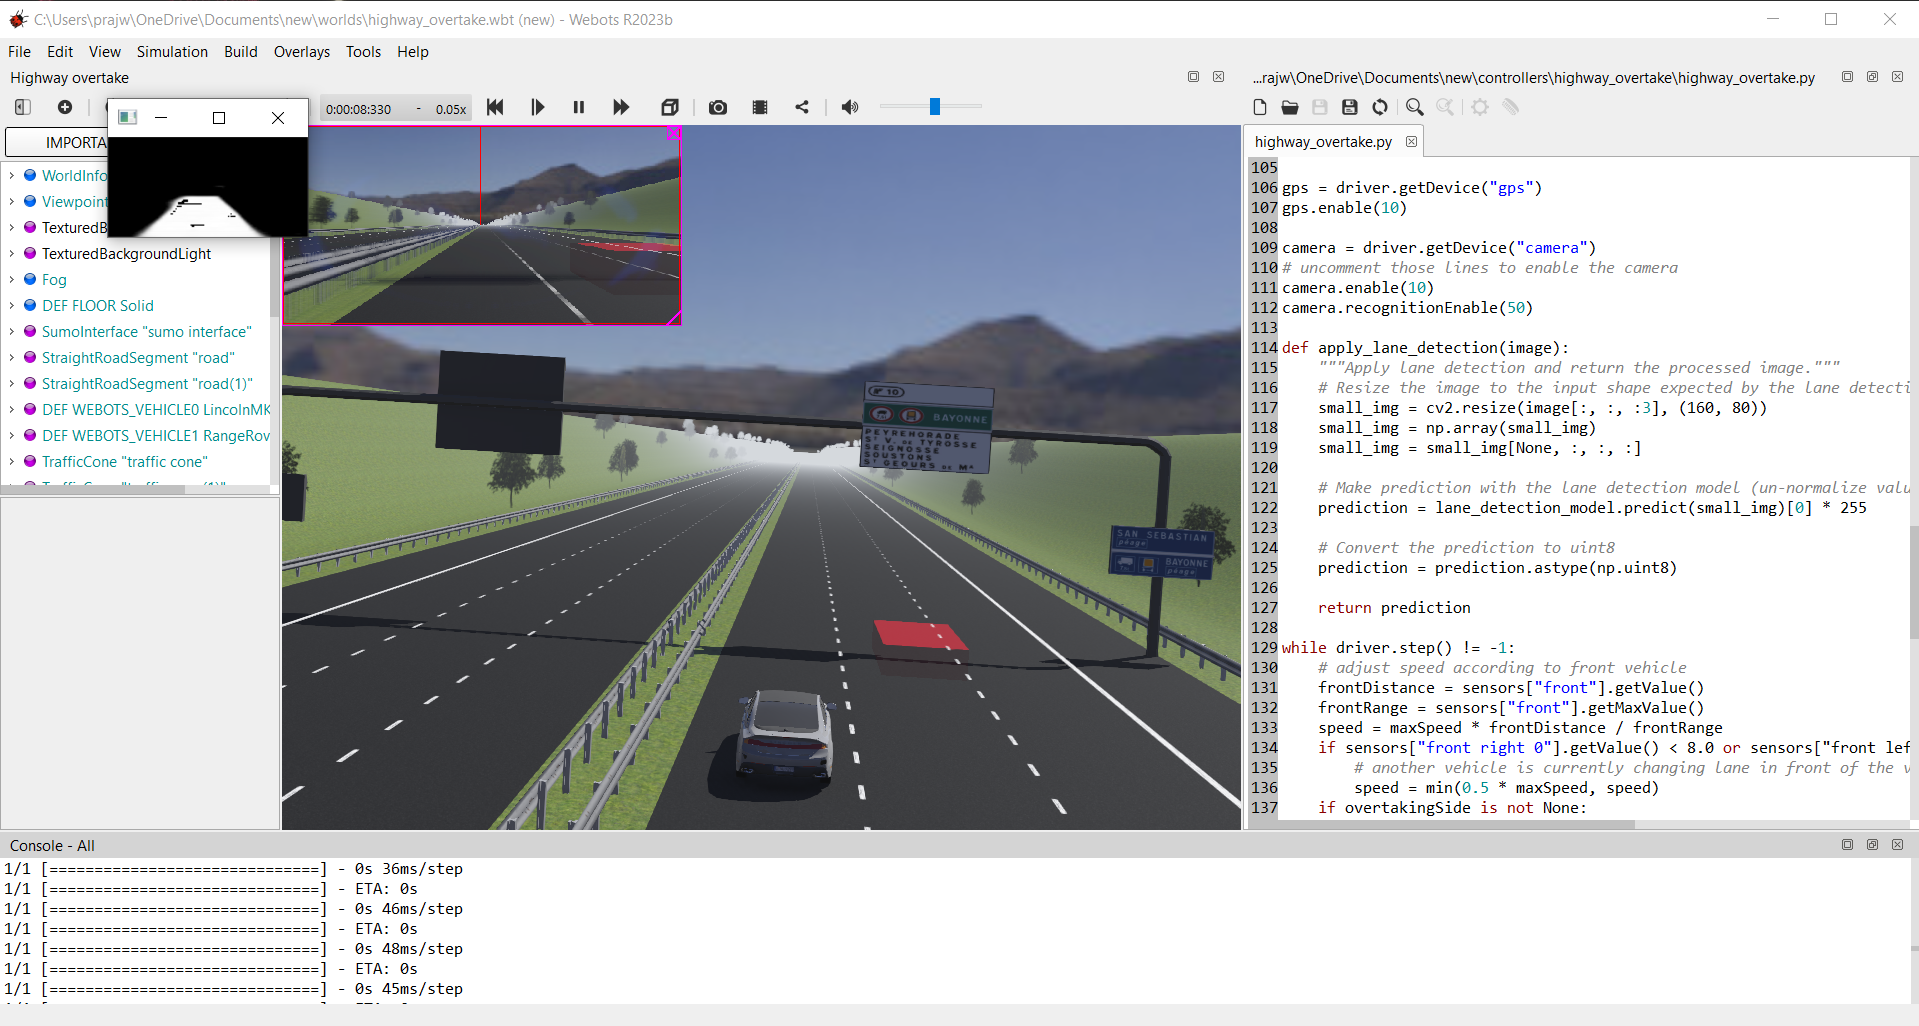 C:\Users\prajw\OneDrive\Documents\new\worlds\highway_overtake.wbt (new) - Webots R2023b
File Edit View Simulation Build Overlays Tools Help
Highway overtake
0:00:08:330 - 0.05x
IMPORTA
WorldInfo
Viewpoint
TexturedB
TexturedBackgroundLight
Fog
DEF FLOOR Solid
SumoInterface "sumo interface"
StraightRoadSegment "road"
StraightRoadSegment "road(1)"
DEF WEBOTS_VEHICLE0 LincolnMK
DEF WEBOTS_VEHICLE1 RangeRov
TrafficCone "traffic cone"
10
BAYONNE
PEYREHORADE
ST V. DE TYROSSE
SEIGNOSSE
SOUSTONS
ST GEOURS DE M*
SAN SEBASTIAN
péage
BAYONNE
péage
...rajw\OneDrive\Documents\new\controllers\highway_overtake\highway_overtake.py
highway_overtake.py
105
106 gps = driver.getDevice("gps")
107 gps.enable(10)
108
109 camera = driver.getDevice("camera")
110 # uncomment those lines to enable the camera
111 camera.enable(10)
112 camera.recognitionEnable(50)
113
114 def apply_lane_detection(image):
115 """Apply lane detection and return the processed image."""
116 # Resize the image to the input shape expected by the lane detecti
117 small_img = cv2.resize(image[:, :, :3], (160, 80))
118 small_img = np.array(small_img)
119 small_img = small_img[None, :, :, :]
120
121 # Make prediction with the lane detection model (un-normalize valu
122 prediction = lane_detection_model.predict(small_img)[0] * 255
123
124 # Convert the prediction to uint8
125 prediction = prediction.astype(np.uint8)
126
127 return prediction
128
129 while driver.step() != -1:
130 # adjust speed according to front vehicle
131 frontDistance = sensors["front"].getValue()
132 frontRange = sensors["front"].getMaxValue()
133 speed = maxSpeed * frontDistance / frontRange
134 if sensors["front right 0"].getValue() < 8.0 or sensors["front lef
135 # another vehicle is currently changing lane in front of the v
136 speed = min(0.5 * maxSpeed, speed)
137 if overtakingSide is not None:
Console - All
1/1 [==============================] - 0s 36ms/step
1/1 [==============================] - ETA: 0s
1/1 [==============================] - 0s 46ms/step
1/1 [==============================] - ETA: 0s
1/1 [==============================] - 0s 48ms/step
1/1 [==============================] - ETA: 0s
1/1 [==============================] - 0s 45ms/step